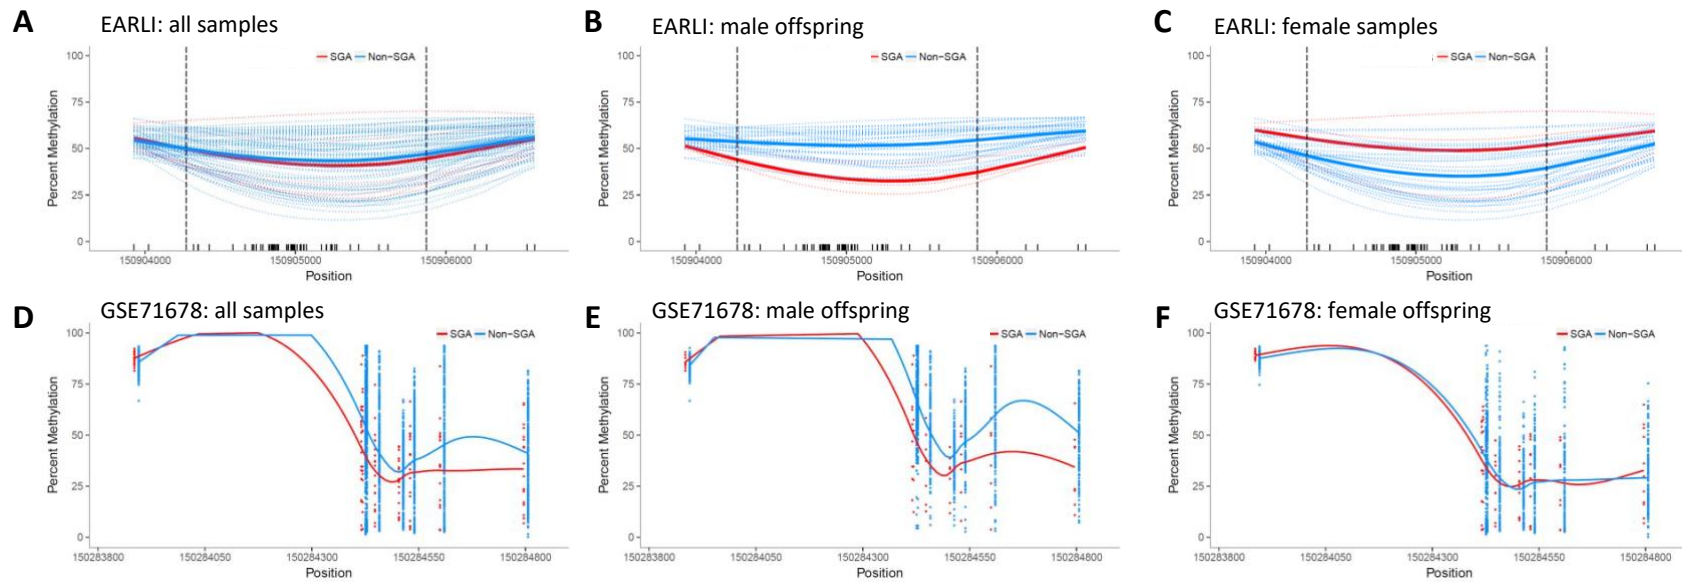 A EARLI: all samples
B EARLI: male offspring
C EARLI: female samples
SGA Non-SGA
SGA Non-SGA
SGA Non-SGA
Percent Methylation
100
75
50
25
0
150904000 150905000 150906000
Position
Percent Methylation
100
75
50
25
0
150904000 150905000 150906000
Position
Percent Methylation
100
75
50
25
0
150904000 150905000 150906000
Position
D GSE71678: all samples
E GSE71678: male offspring
F GSE71678: female offspring
SGA Non-SGA
SGA Non-SGA
SGA Non-SGA
Percent Methylation
100
75
50
25
0
150283800 150284050 150284300 150284550 150284800
Position
Percent Methylation
100
75
50
25
0
150283800 150284050 150284300 150284550 150284800
Position
Percent Methylation
100
75
50
25
0
150283800 150284050 150284300 150284550 150284800
Position